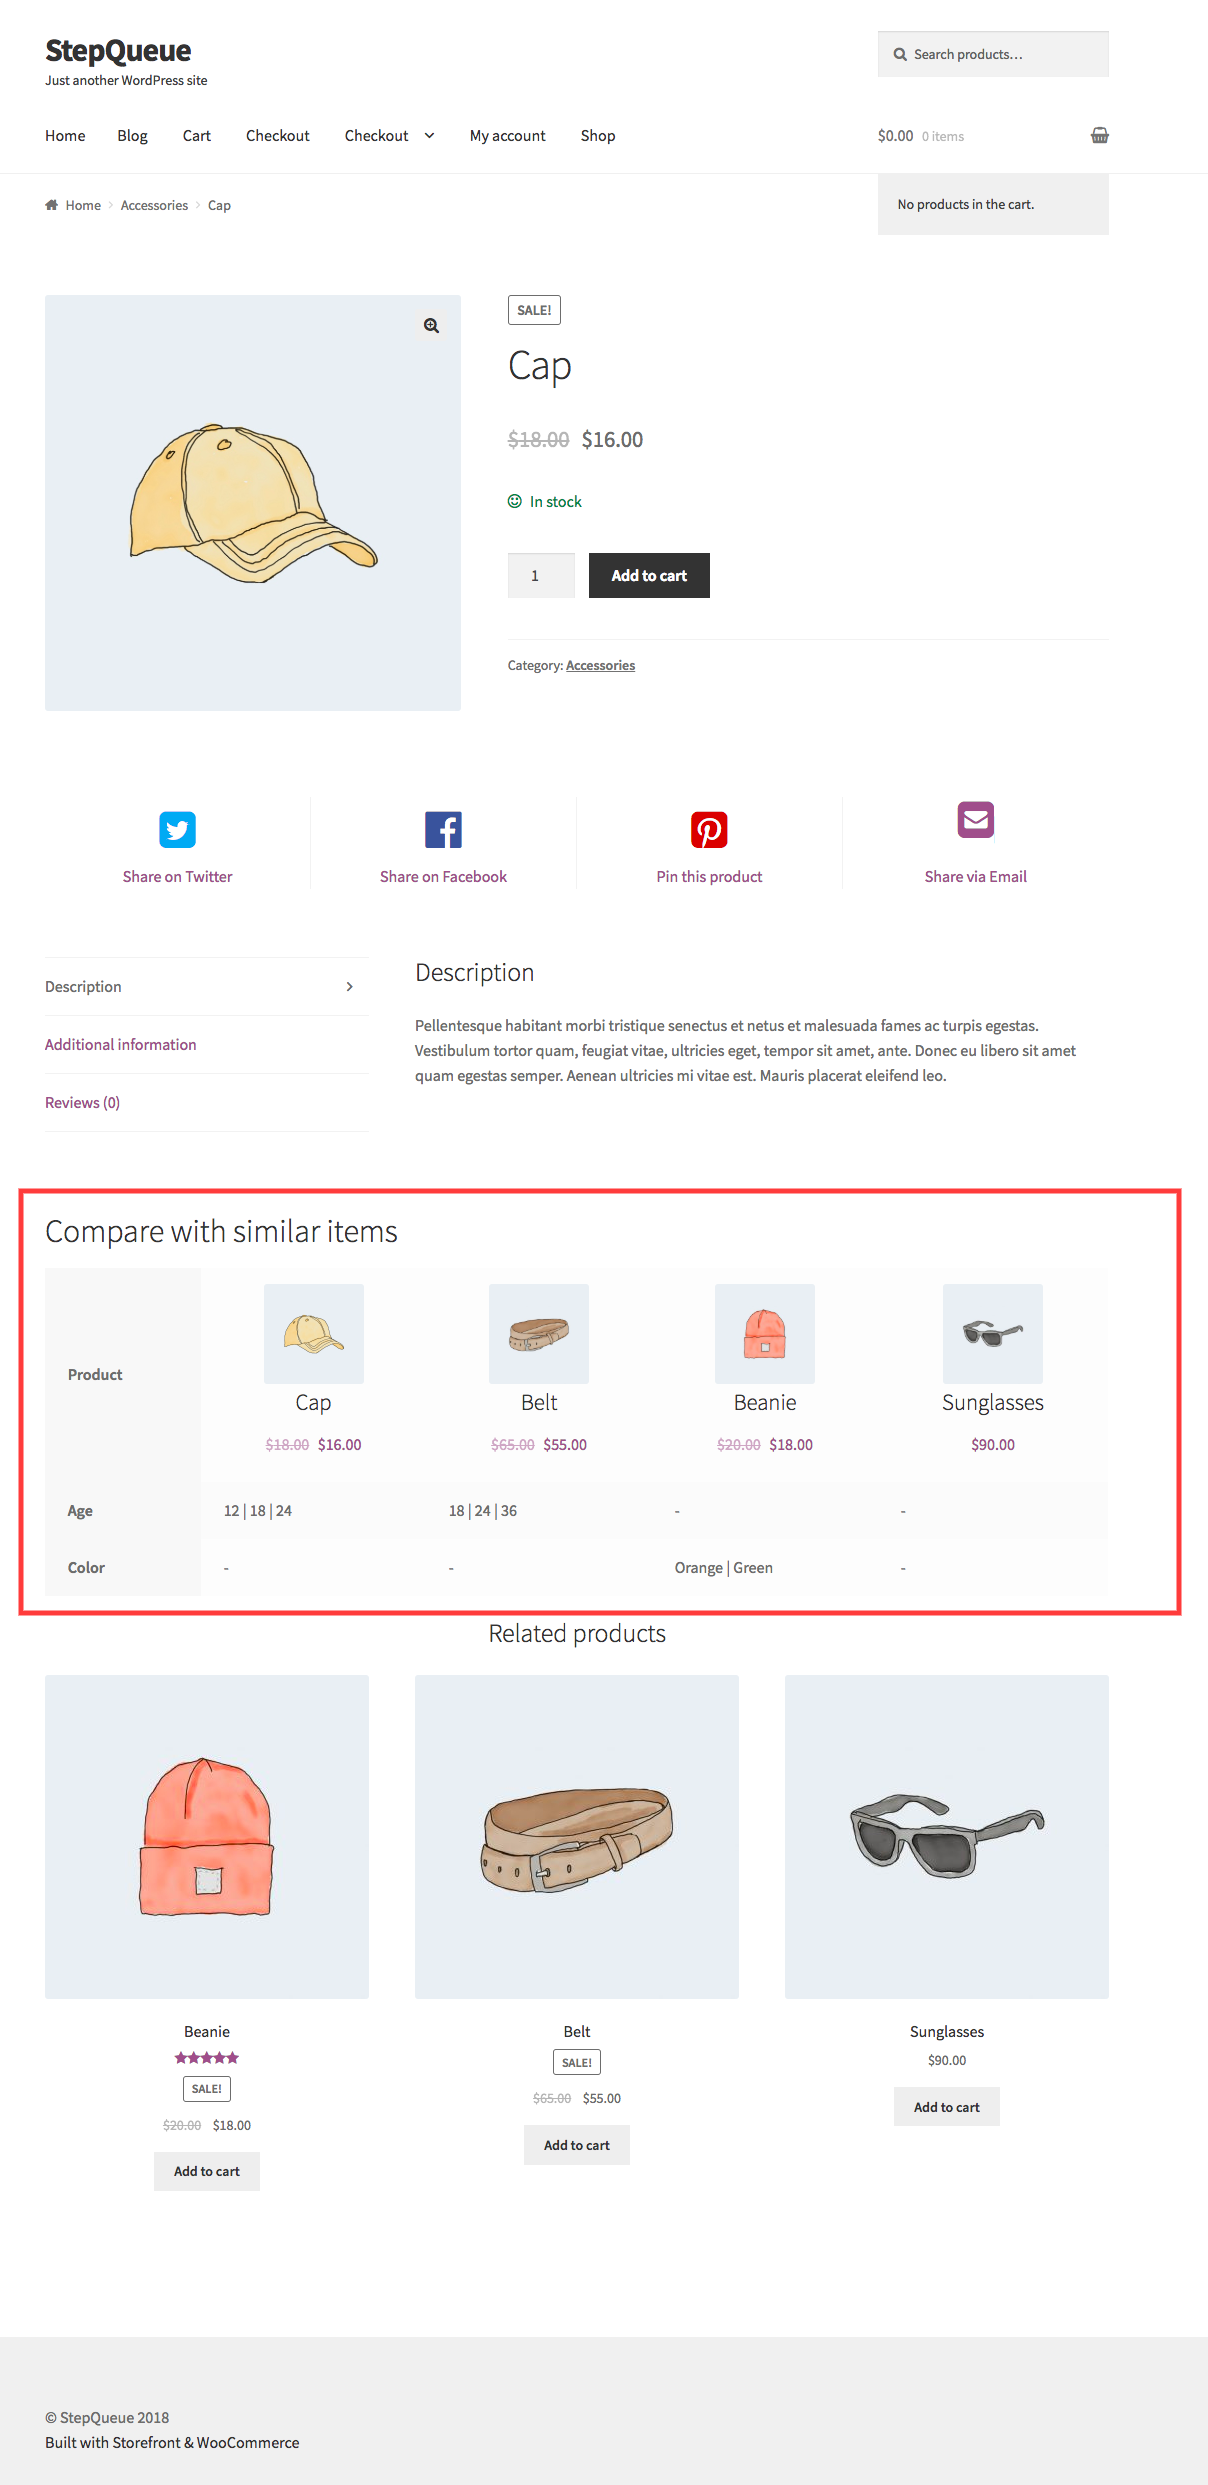 StepQueue
Just another WordPress site
Search products…
Home Blog Cart Checkout Checkout My account Shop
$0.00 0 items
Home Accessories Cap
No products in the cart.
SALE!
Cap
$18.00 $16.00
In stock
1 Add to cart
Category: Accessories
Share on Twitter Share on Facebook Pin this product Share via Email
Description
Additional information
Reviews (0)
Description
Pellentesque habitant morbi tristique senectus et netus et malesuada fames ac turpis egestas.
Vestibulum tortor quam, feugiat vitae, ultricies eget, tempor sit amet, ante. Donec eu libero sit amet
quam egestas semper. Aenean ultricies mi vitae est. Mauris placerat eleifend leo.
Compare with similar items
Product
Cap Belt Beanie Sunglasses
$18.00 $16.00 $65.00 $55.00 $20.00 $18.00 $90.00
Age 12 | 18 | 24 18 | 24 | 36 - -
Color - - Orange | Green -
Related products
Beanie
SALE!
$20.00 $18.00
Add to cart
Belt
SALE!
$65.00 $55.00
Add to cart
Sunglasses
$90.00
Add to cart
© StepQueue 2018
Built with Storefront & WooCommerce